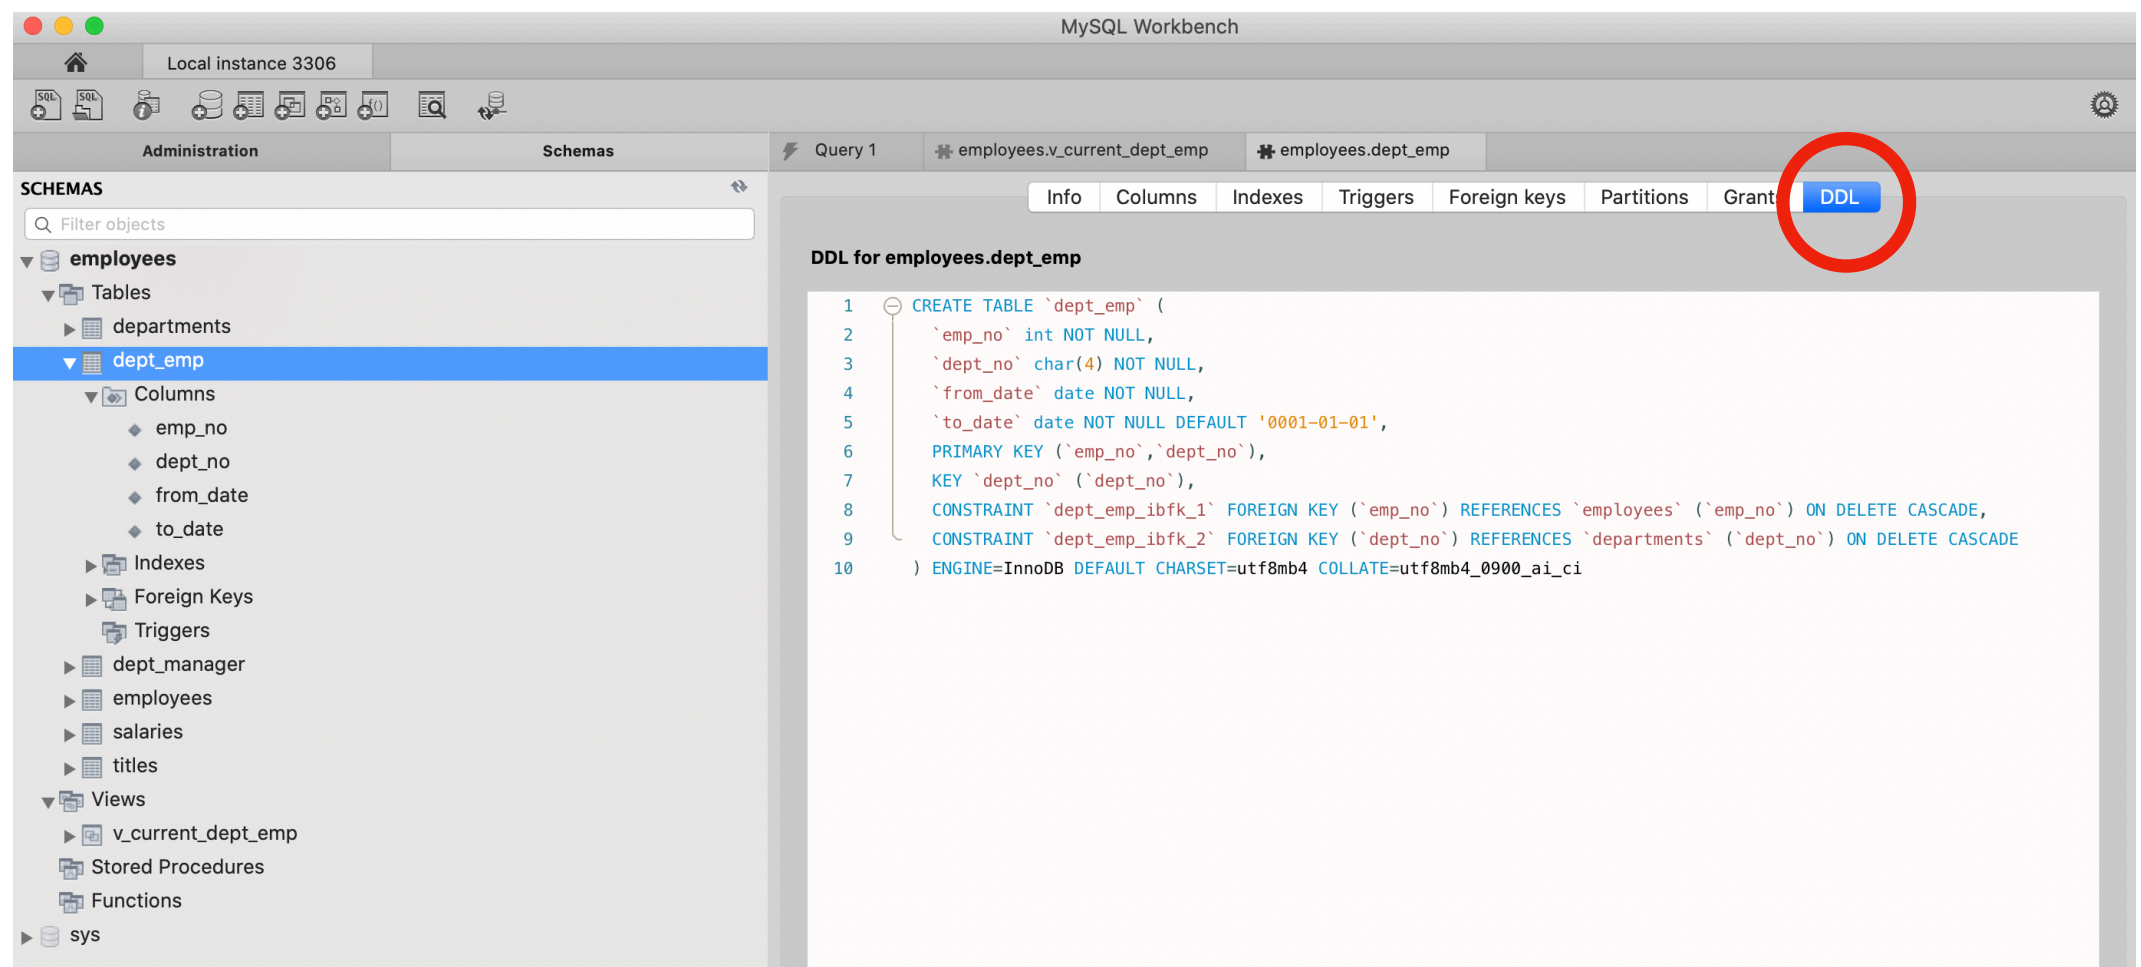 MySQL Workbench
Local instance 3306
SQL SQL
Administration Schemas
Query 1 employees.v_current_dept_emp employees.dept_emp
SCHEMAS
Filter objects
employees
Tables
departments
dept_emp
Columns
emp_no
dept_no
from_date
to_date
Indexes
Foreign Keys
Triggers
dept_manager
employees
salaries
titles
Views
v_current_dept_emp
Stored Procedures
Functions
sys
Info Columns Indexes Triggers Foreign keys Partitions Grant DDL
DDL for employees.dept_emp
1 CREATE TABLE `dept_emp` (
2 `emp_no` int NOT NULL,
3 `dept_no` char(4) NOT NULL,
4 `from_date` date NOT NULL,
5 `to_date` date NOT NULL DEFAULT '0001-01-01',
6 PRIMARY KEY (`emp_no`,`dept_no`),
7 KEY `dept_no` (`dept_no`),
8 CONSTRAINT `dept_emp_ibfk_1` FOREIGN KEY (`emp_no`) REFERENCES `employees` (`emp_no`) ON DELETE CASCADE,
9 CONSTRAINT `dept_emp_ibfk_2` FOREIGN KEY (`dept_no`) REFERENCES `departments` (`dept_no`) ON DELETE CASCADE
10 ) ENGINE=InnoDB DEFAULT CHARSET=utf8mb4 COLLATE=utf8mb4_0900_ai_ci